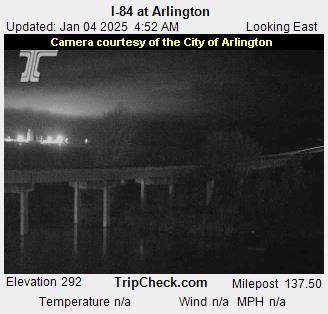 I-84 at Arlington
Updated: Jan 04 2025 4:52 AM Looking East
Camera courtesy of the City of Arlington
Elevation 292 TripCheck.com Milepost 137.50
Temperature n/a Wind n/a MPH n/a